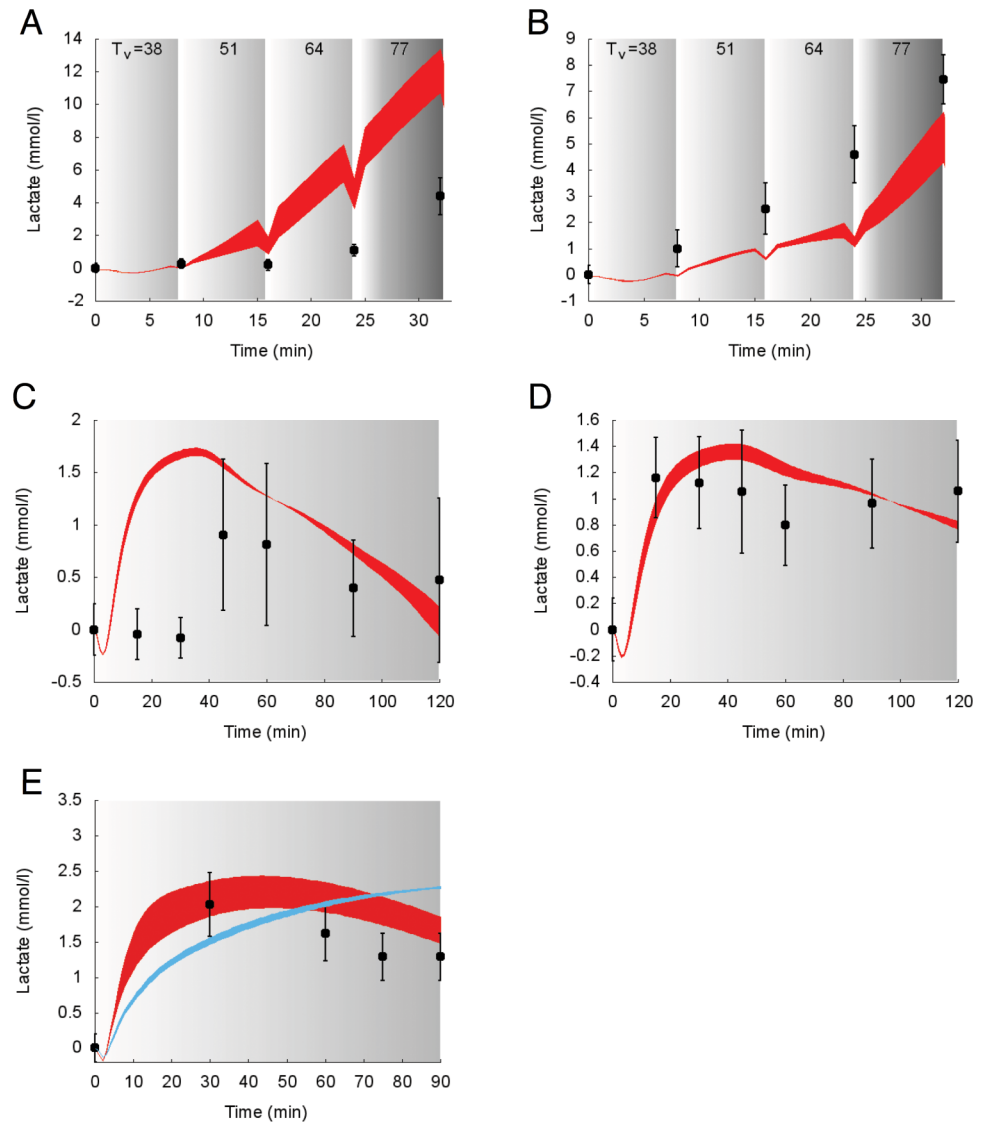 A
T_v=38 51 64 77
14
12
10
8
6
4
2
0
-2
Lactate (mmol/l)
0 5 10 15 20 25 30
Time (min)
B
T_v=38 51 64 77
9
8
7
6
5
4
3
2
1
0
-1
Lactate (mmol/l)
0 5 10 15 20 25 30
Time (min)
C
2
1.5
1
0.5
0
-0.5
Lactate (mmol/l)
0 20 40 60 80 100 120
Time (min)
D
1.6
1.4
1.2
1
0.8
0.6
0.4
0.2
0
-0.2
-0.4
Lactate (mmol/l)
0 20 40 60 80 100 120
Time (min)
E
3.5
3
2.5
2
1.5
1
0.5
0
Lactate (mmol/l)
0 10 20 30 40 50 60 70 80 90
Time (min)